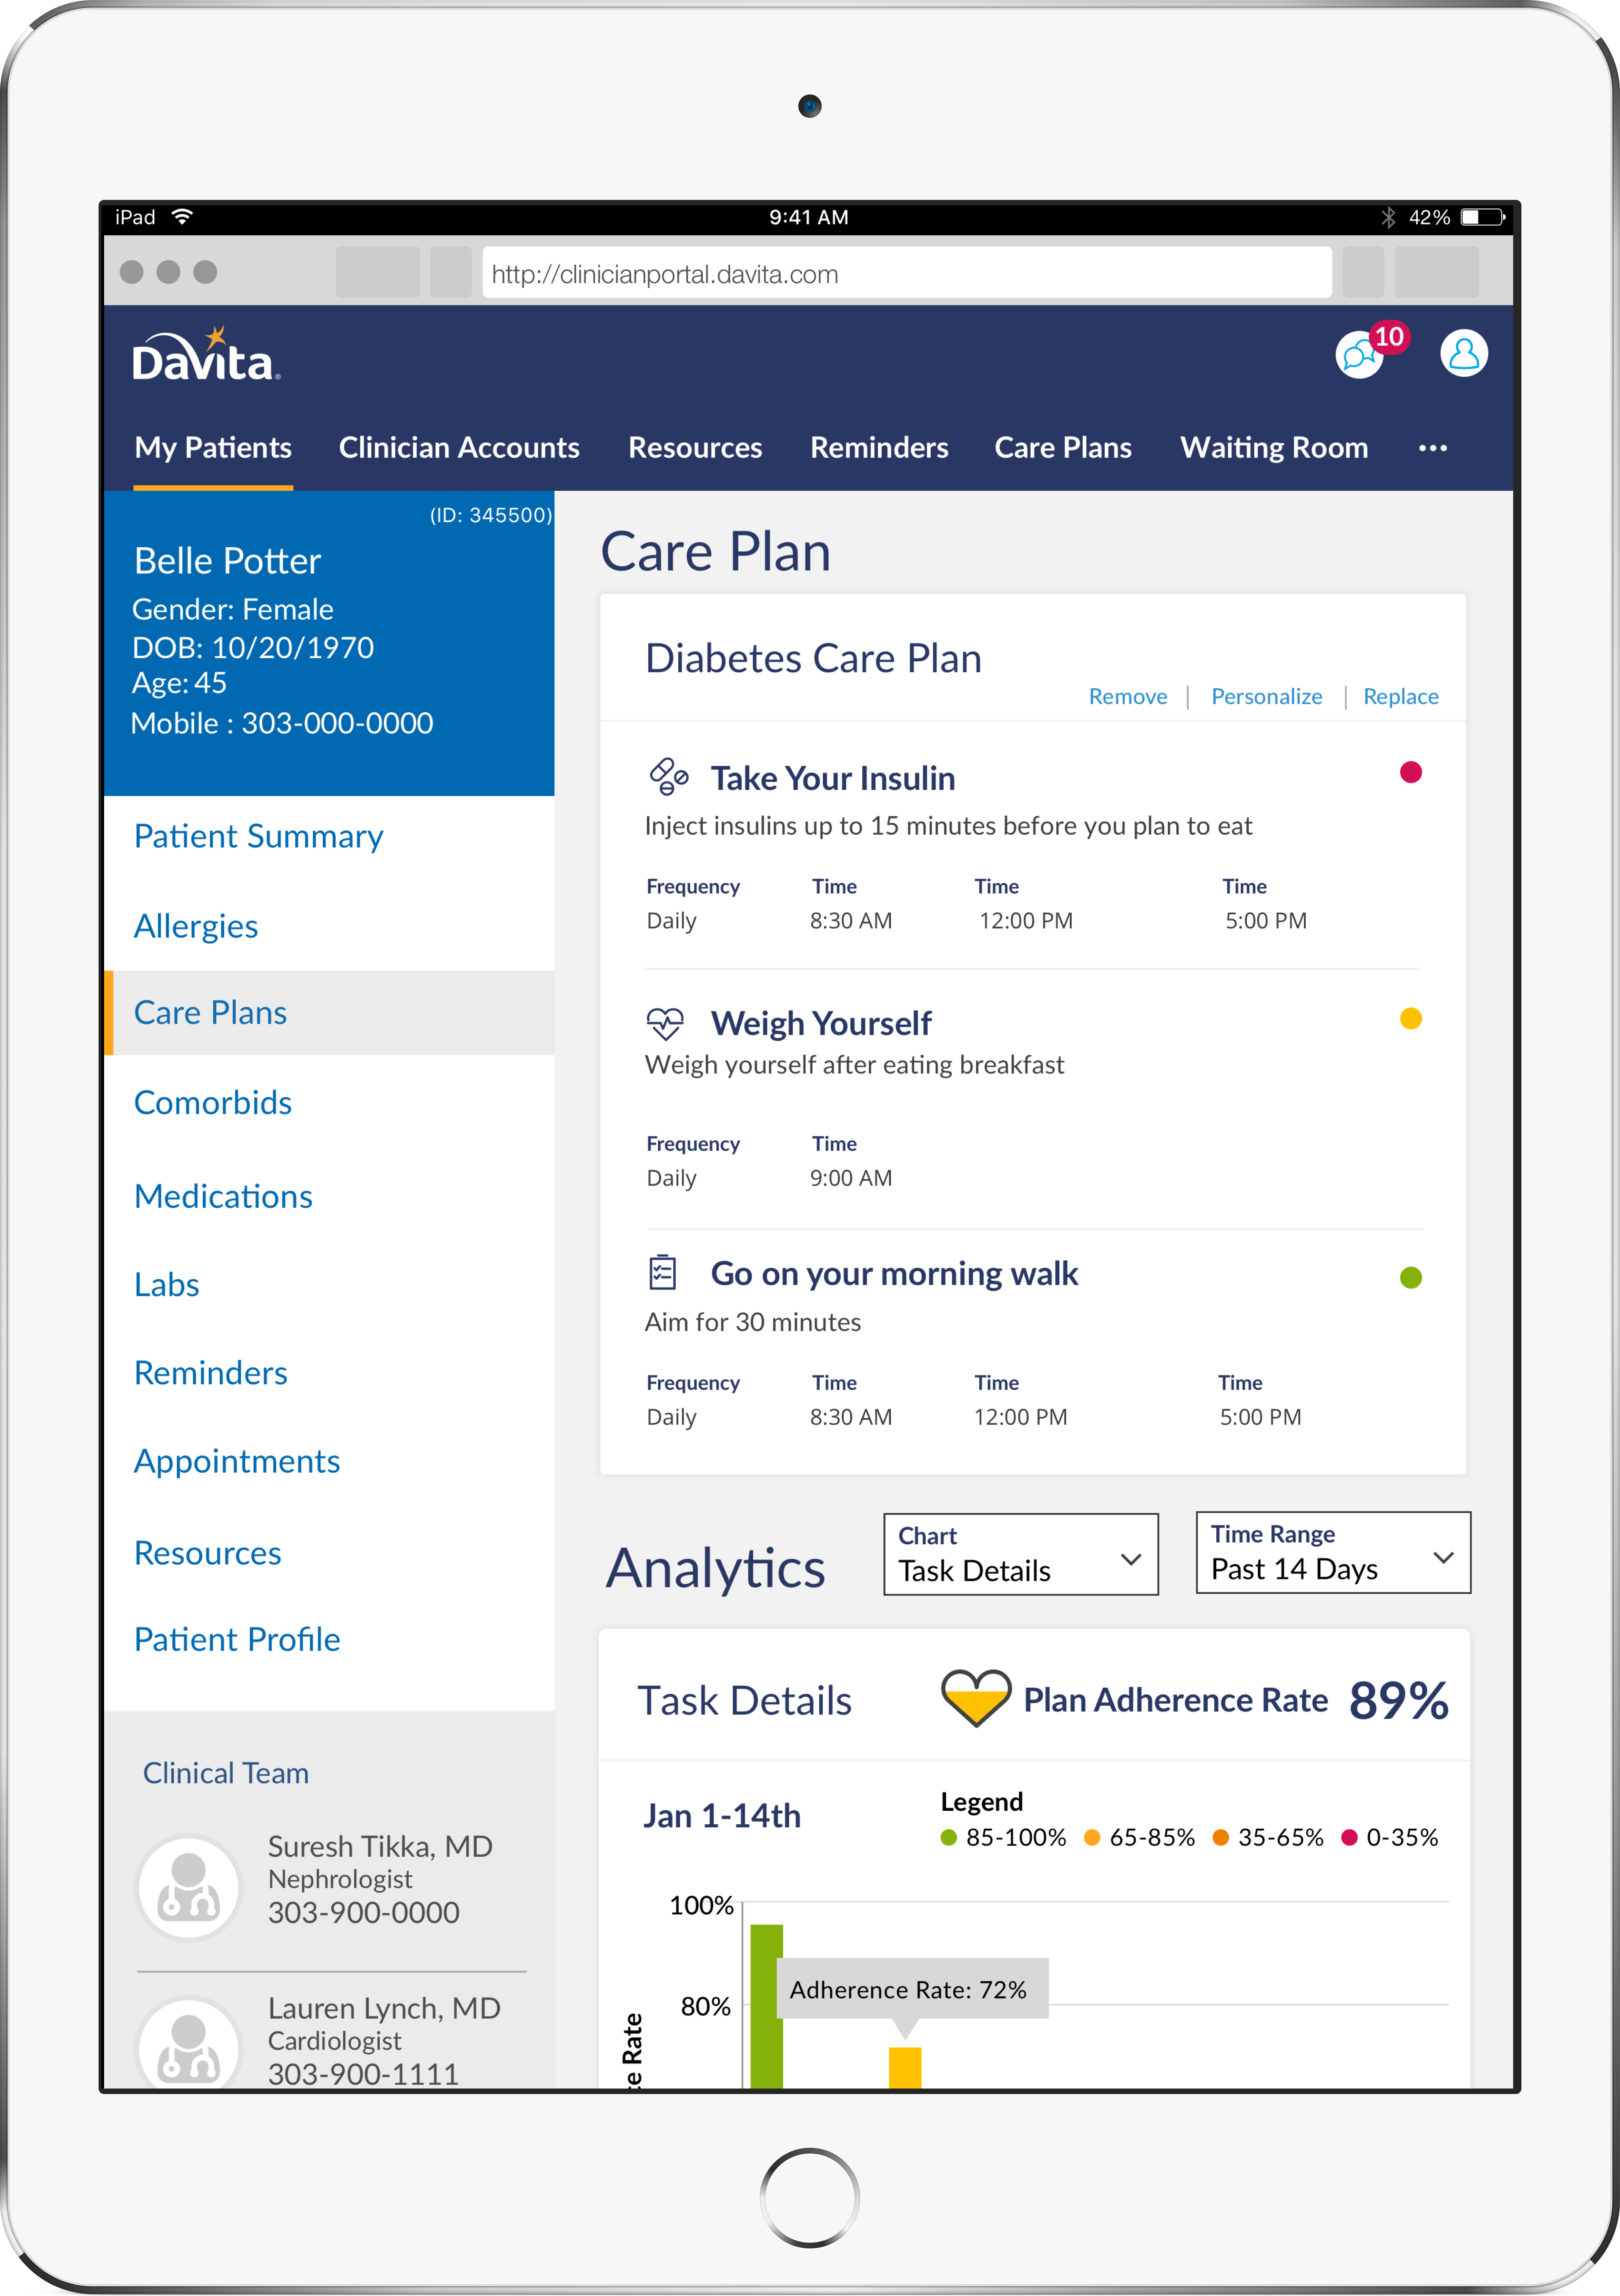 iPad
9:41 AM
42%
http://clinicianportal.davita.com
DaVita®
10
My Patients
Clinician Accounts
Resources
Reminders
Care Plans
Waiting Room
...
(ID: 345500)
Belle Potter
Gender: Female
DOB: 10/20/1970
Age: 45
Mobile : 303-000-0000
Patient Summary
Allergies
Care Plans
Comorbids
Medications
Labs
Reminders
Appointments
Resources
Patient Profile
Clinical Team
Suresh Tikka, MD
Nephrologist
303-900-0000
Lauren Lynch, MD
Cardiologist
303-900-1111
Care Plan
Diabetes Care Plan
Remove | Personalize | Replace
Take Your Insulin
Inject insulins up to 15 minutes before you plan to eat
Frequency Time Time Time
Daily 8:30 AM 12:00 PM 5:00 PM
Weigh Yourself
Weigh yourself after eating breakfast
Frequency Time
Daily 9:00 AM
Go on your morning walk
Aim for 30 minutes
Frequency Time Time Time
Daily 8:30 AM 12:00 PM 5:00 PM
Analytics
Chart
Task Details
Time Range
Past 14 Days
Task Details
Plan Adherence Rate 89%
Jan 1-14th
Legend
85-100% 65-85% 35-65% 0-35%
100%
Adherence Rate: 72%
80%
Rate